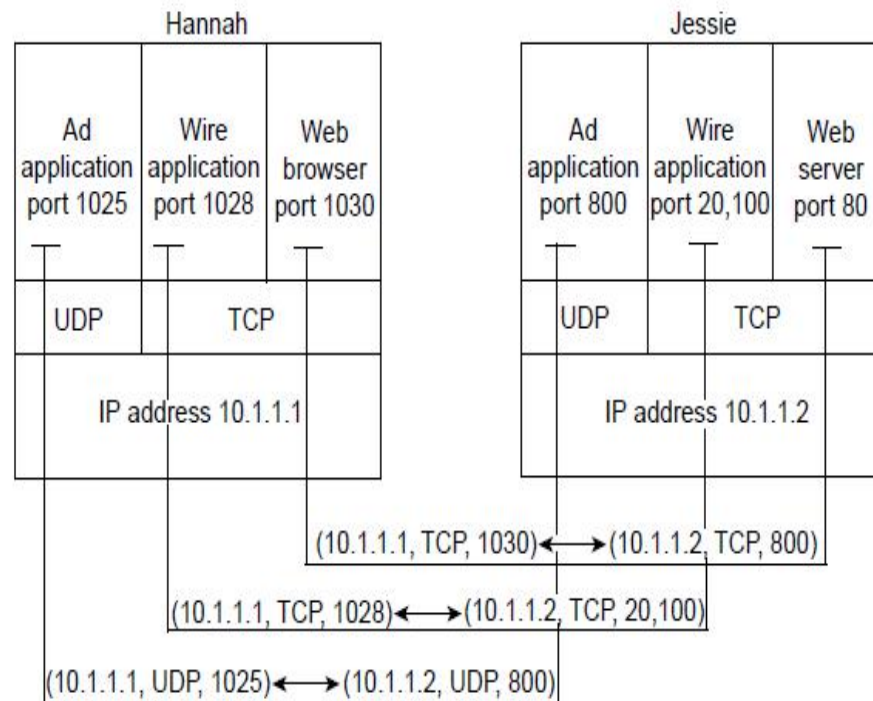 Hannah
Jessie
Ad
application
port 1025
Wire
application
port 1028
Web
browser
port 1030
Ad
application
port 800
Wire
application
port 20,100
Web
server
port 80
UDP
TCP
UDP
TCP
IP address 10.1.1.1
IP address 10.1.1.2
(10.1.1.1, TCP, 1030) (10.1.1.2, TCP, 800)
(10.1.1.1, TCP, 1028) (10.1.1.2, TCP, 20,100)
(10.1.1.1, UDP, 1025) (10.1.1.2, UDP, 800)